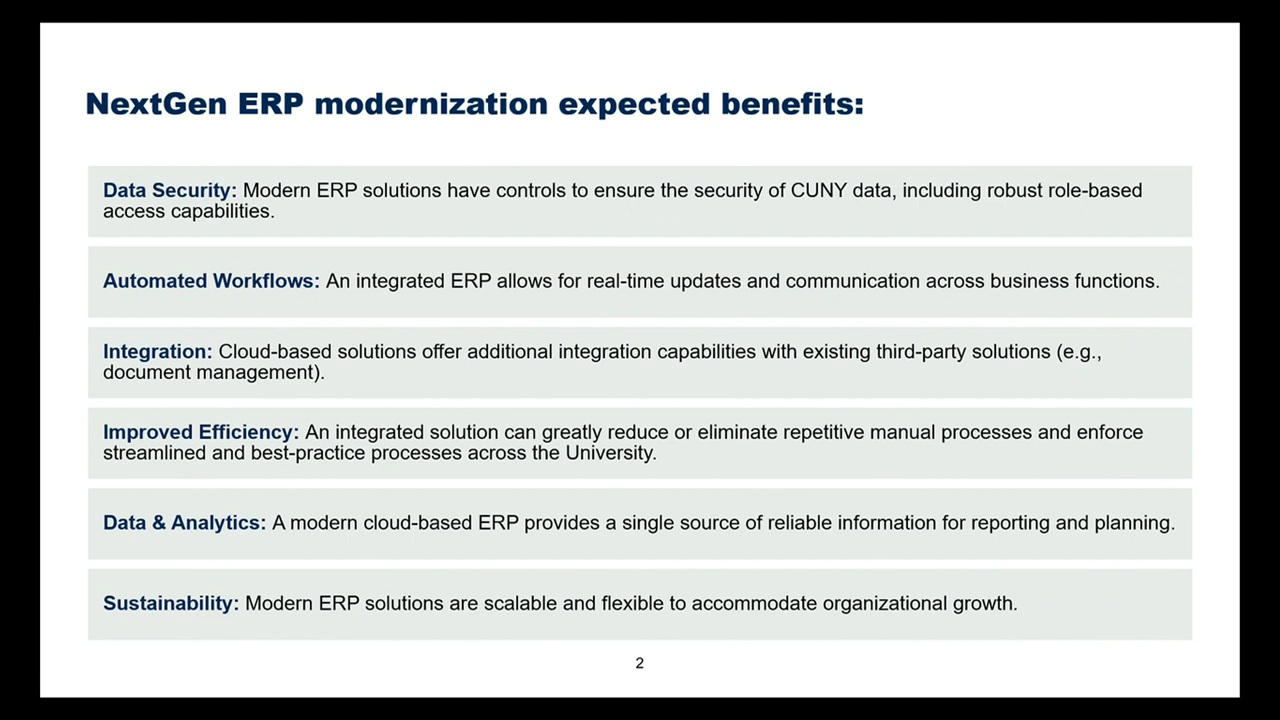 NextGen ERP modernization expected benefits:
Data Security: Modern ERP solutions have controls to ensure the security of CUNY data, including robust role-based
access capabilities.
Automated Workflows: An integrated ERP allows for real-time updates and communication across business functions.
Integration: Cloud-based solutions offer additional integration capabilities with existing third-party solutions (e.g.,
document management).
Improved Efficiency: An integrated solution can greatly reduce or eliminate repetitive manual processes and enforce
streamlined and best-practice processes across the University.
Data & Analytics: A modern cloud-based ERP provides a single source of reliable information for reporting and planning.
Sustainability: Modern ERP solutions are scalable and flexible to accommodate organizational growth.
2